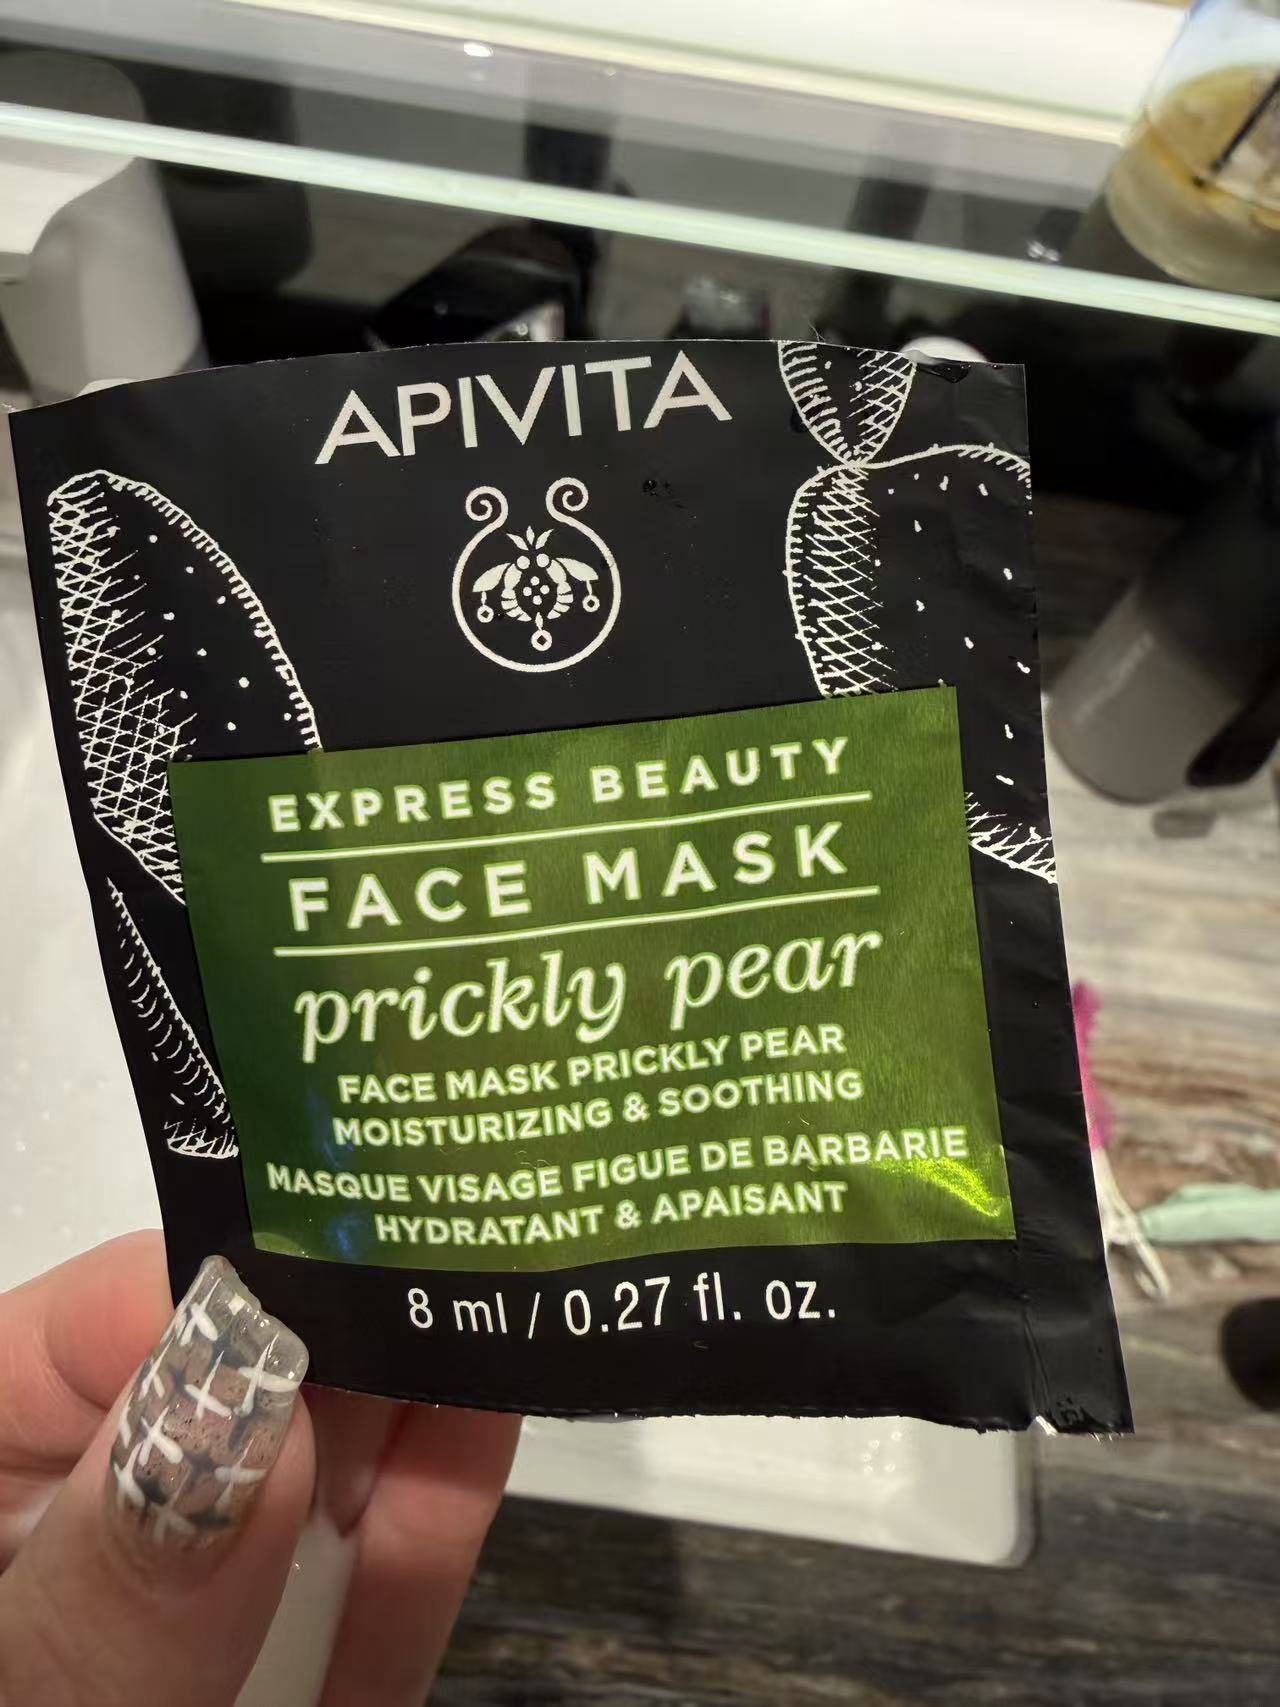 APIVITA
EXPRESS BEAUTY
FACE MASK
prickly pear
FACE MASK PRICKLY PEAR
MOISTURIZING & SOOTHING
MASQUE VISAGE FIGUE DE BARBARIE
HYDRATANT & APAISANT
8 ml / 0.27 fl. oz.